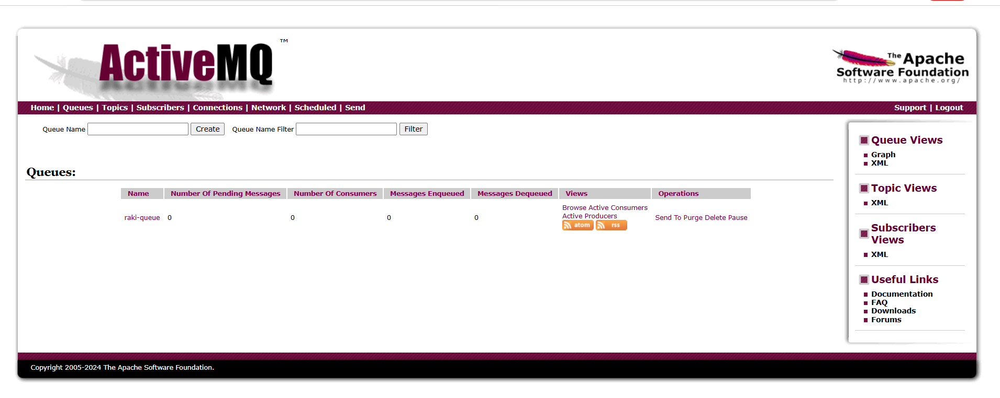 ActiveMQ ™
The Apache
Software Foundation
http://www.apache.org/
Home | Queues | Topics | Subscribers | Connections | Network | Scheduled | Send
Support | Logout
Queue Name Create Queue Name Filter Filter
Queues:
Name Number Of Pending Messages Number Of Consumers Messages Enqueued Messages Dequeued Views Operations
raki-queue 0 0 0 0
Browse Active Consumers
Active Producers
atom rss
Send To Purge Delete Pause
Queue Views
Graph
XML
Topic Views
XML
Subscribers
Views
XML
Useful Links
Documentation
FAQ
Downloads
Forums
Copyright 2005-2024 The Apache Software Foundation.